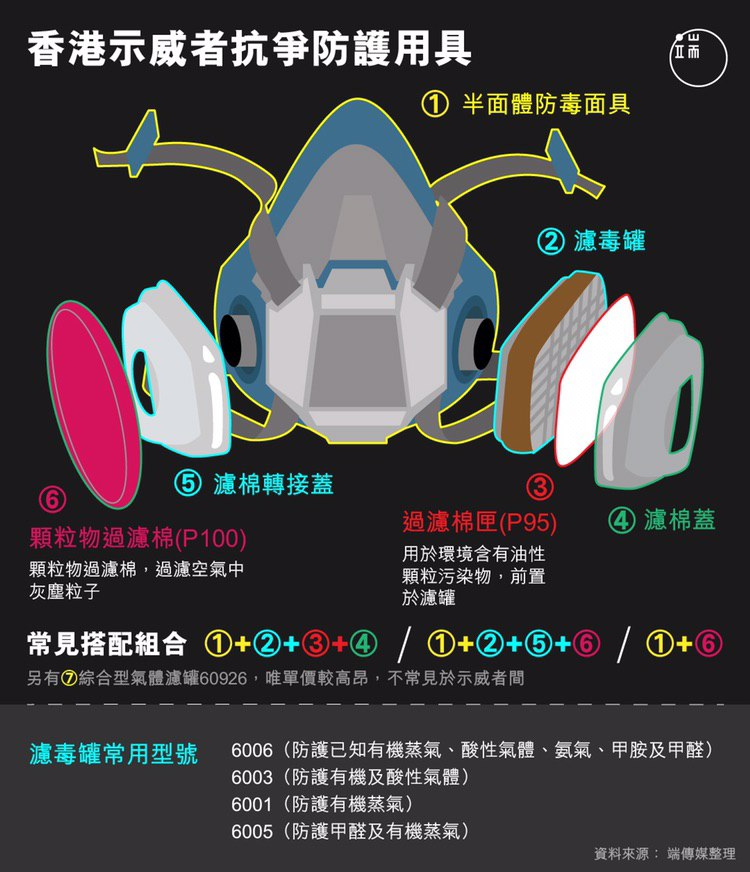 香港示威者抗爭防護用具
端
① 半面體防毒面具
② 濾毒罐
⑤ 濾棉轉接蓋
⑥
顆粒物過濾棉(P100)
顆粒物過濾棉，過濾空氣中
灰塵粒子
③
過濾棉匣(P95)
用於環境含有油性
顆粒污染物，前置
於濾罐
④ 濾棉蓋
常見搭配組合 ①+②+③+④ / ①+②+⑤+⑥ / ①+⑥
另有⑦綜合型氣體濾罐60926，唯單價較高昂，不常見於示威者間
濾毒罐常用型號
6006（防護已知有機蒸氣、酸性氣體、氨氣、甲胺及甲醛）
6003（防護有機及酸性氣體）
6001（防護有機蒸氣）
6005（防護甲醛及有機蒸氣）
資料來源： 端傳媒整理